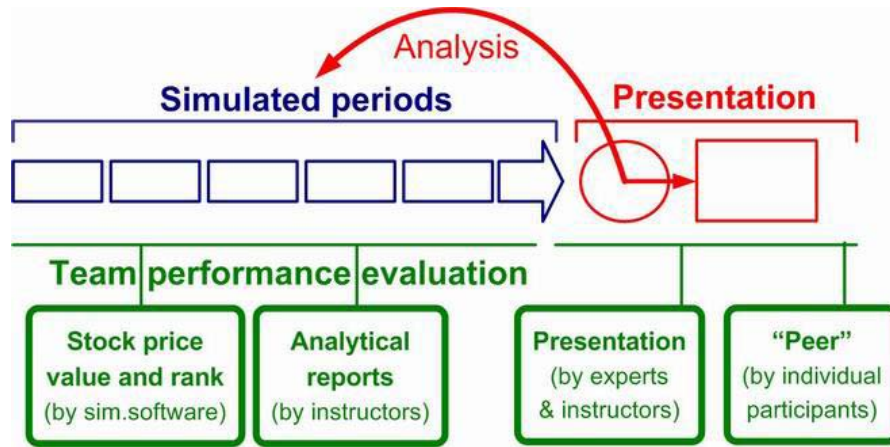 Analysis
Simulated periods
Presentation
Team performance evaluation
Stock price
value and rank
(by sim.software)
Analytical
reports
(by instructors)
Presentation
(by experts
& instructors)
“Peer”
(by individual
participants)